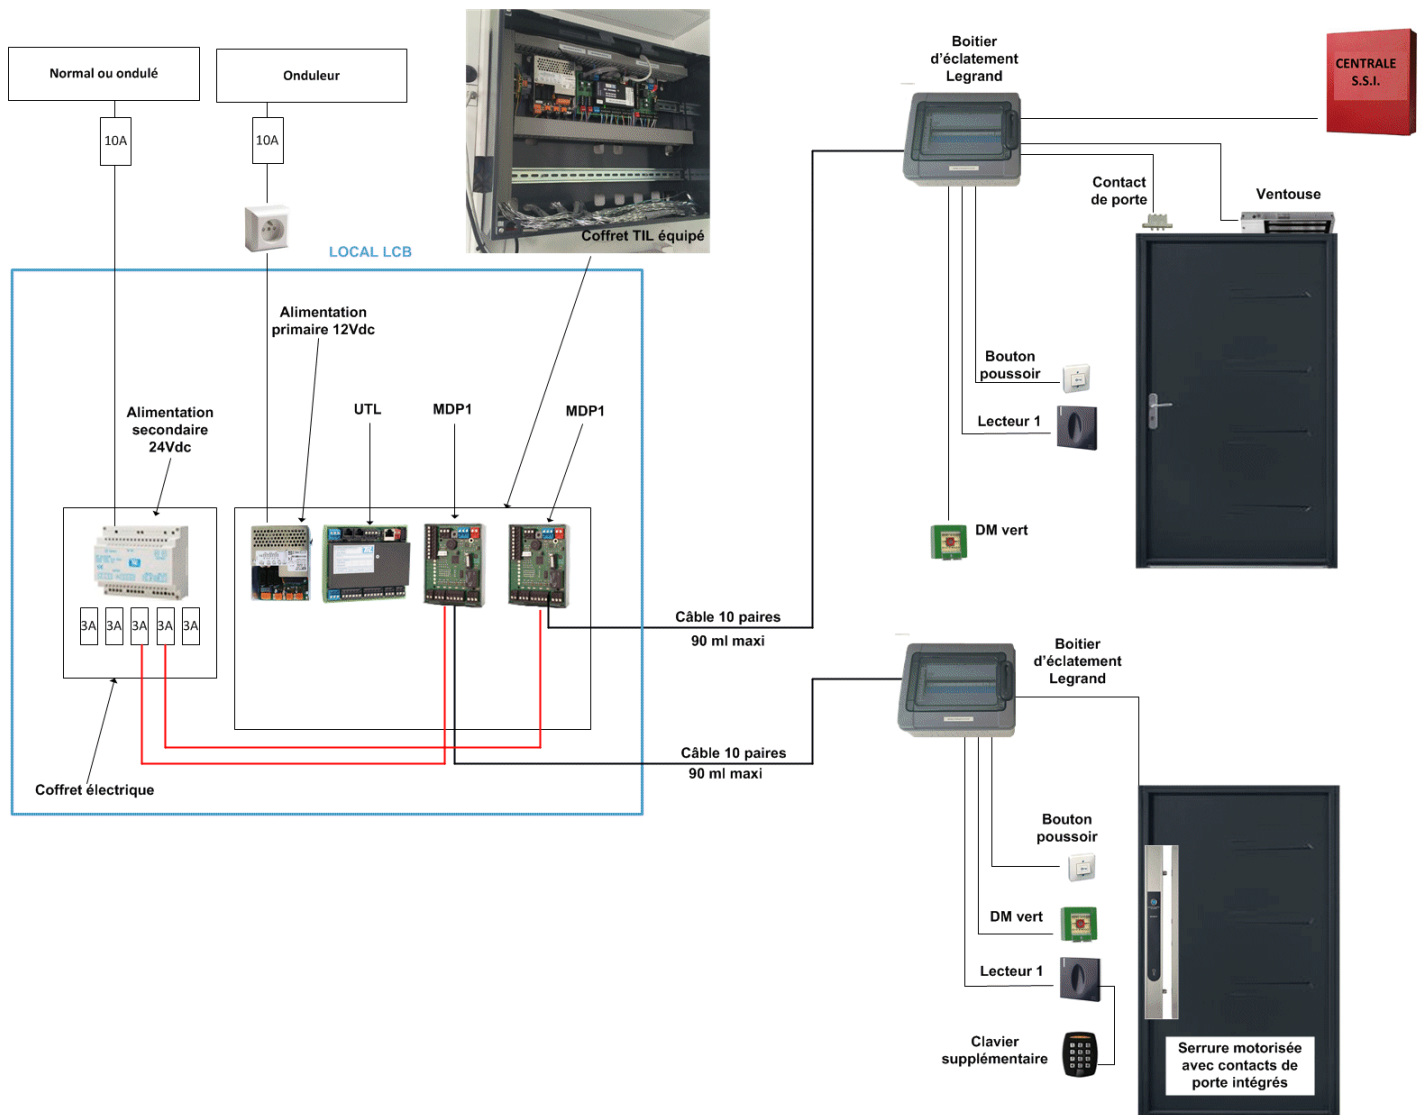 Normal ou ondulé
Onduleur
10A
10A
Coffret TIL équipé
LOCAL LCB
Boitier
d'éclatement
Legrand
CENTRALE
S.S.I.
Contact
de porte
Ventouse
Alimentation
primaire 12Vdc
Bouton
poussoir
Lecteur 1
DM vert
Alimentation
secondaire
24Vdc
UTL
MDP1
MDP1
3A
3A
3A
3A
3A
Câble 10 paires
90 ml maxi
Boitier
d'éclatement
Legrand
Câble 10 paires
90 ml maxi
Coffret électrique
Bouton
poussoir
DM vert
Lecteur 1
Clavier
supplémentaire
Serrure motorisée
avec contacts de
porte intégrés